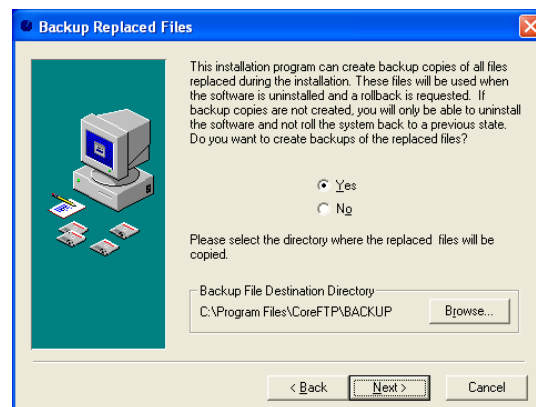 Backup Replaced Files
This installation program can create backup copies of all files
replaced during the installation. These files will be used when
the software is uninstalled and a rollback is requested. If
backup copies are not created, you will only be able to uninstall
the software and not roll the system back to a previous state.
Do you want to create backups of the replaced files?
Yes
No
Please select the directory where the replaced files will be
copied.
Backup File Destination Directory
C:\Program Files\CoreFTP\BACKUP
Browse...
< Back
Next >
Cancel